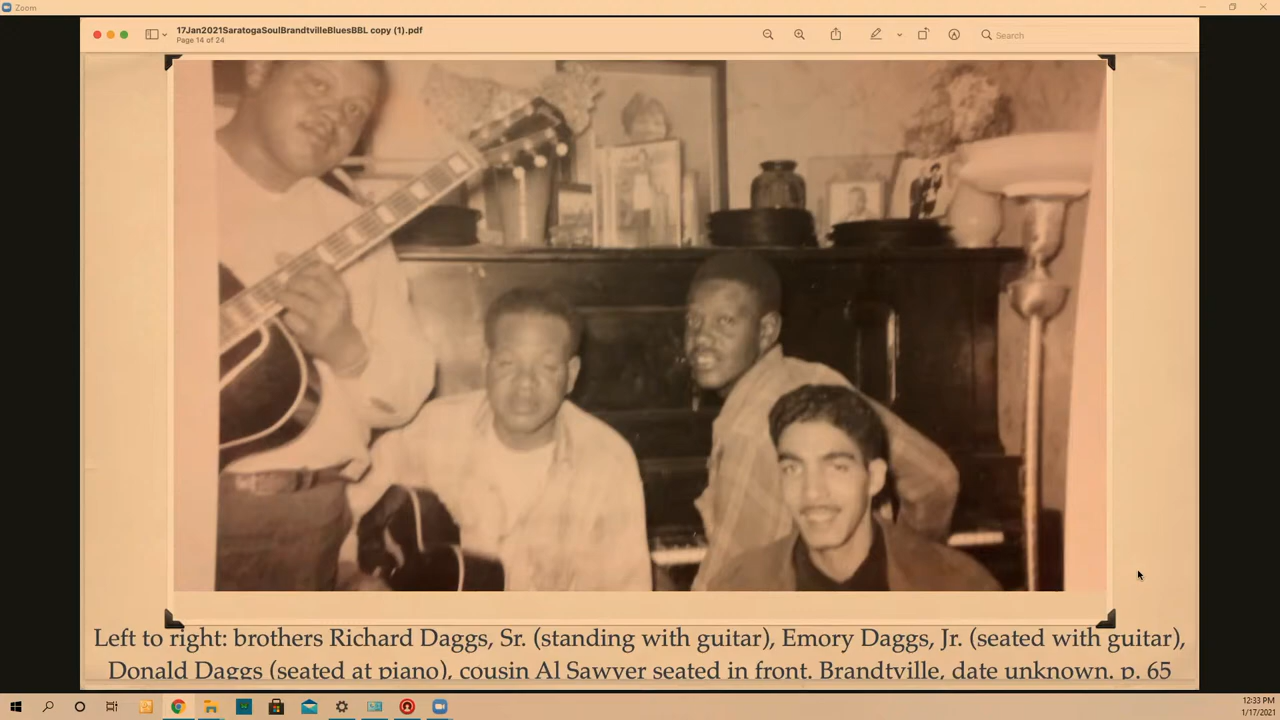 Zoom
17Jan2021SaratogaSoulBrandtvilleBluesBBL copy (1).pdf
Page 14 of 24
Search
Left to right: brothers Richard Daggs, Sr. (standing with guitar), Emory Daggs, Jr. (seated with guitar),
Donald Daggs (seated at piano), cousin Al Sawyer seated in front. Brandtville, date unknown. p. 65
12:33 PM
1/17/2021